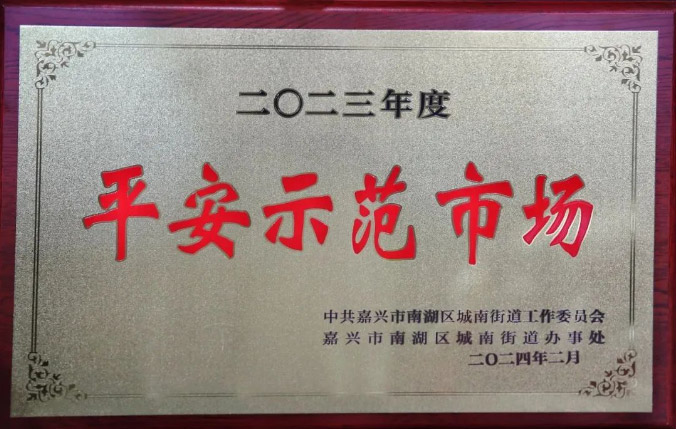 二〇二三年度
平安示范市场
中共嘉兴市南湖区城南街道工作委员会
嘉兴市南湖区城南街道办事处
二〇二四年二月